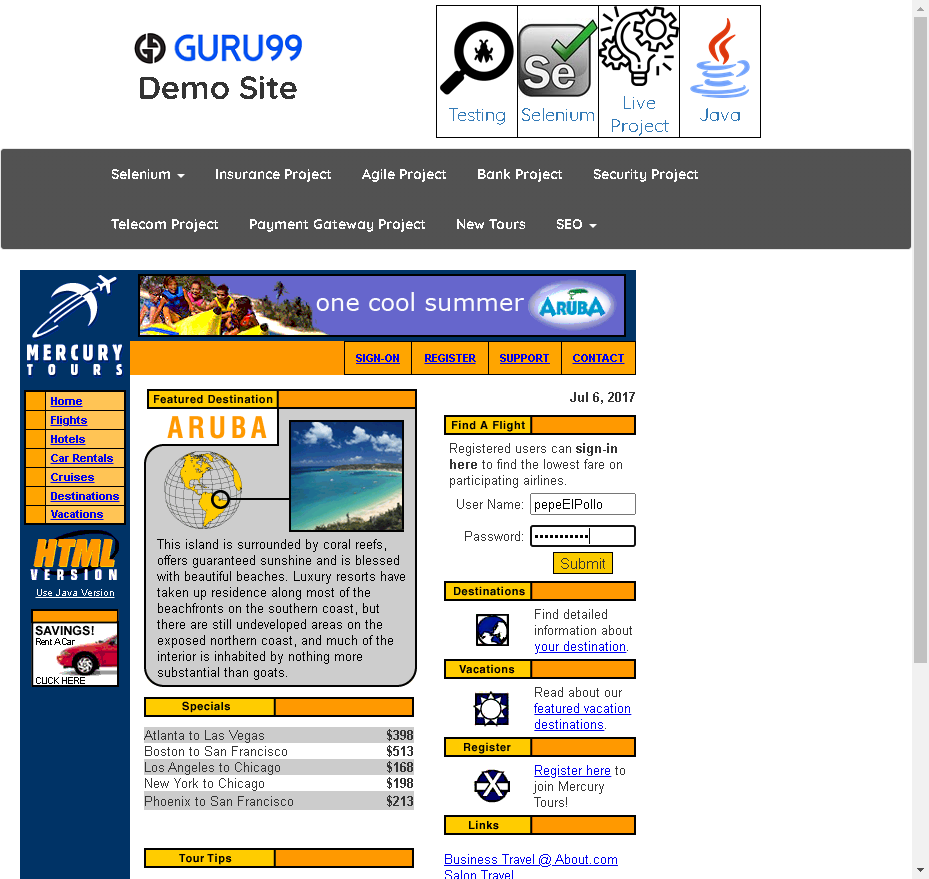 GURU99
Demo Site
Testing
Selenium
Live
Project
Java
Selenium
Insurance Project
Agile Project
Bank Project
Security Project
Telecom Project
Payment Gateway Project
New Tours
SEO
MERCURY
TOURS
one cool summer
ARUBA
SIGN-ON
REGISTER
SUPPORT
CONTACT
Home
Flights
Hotels
Car Rentals
Cruises
Destinations
Vacations
HTML
VERSION
Use Java Version
SAVINGS!
Rent A Car
CLICK HERE
Featured Destination
ARUBA
This island is surrounded by coral reefs,
offers guaranteed sunshine and is blessed
with beautiful beaches. Luxury resorts have
taken up residence along most of the
beachfronts on the southern coast, but
there are still undeveloped areas on the
exposed northern coast, and much of the
interior is inhabited by nothing more
substantial than goats.
Specials
Atlanta to Las Vegas $398
Boston to San Francisco $513
Los Angeles to Chicago $168
New York to Chicago $198
Phoenix to San Francisco $213
Tour Tips
Jul 6, 2017
Find A Flight
Registered users can sign-in
here to find the lowest fare on
participating airlines.
User Name: pepeElPollo
Password: •••••••••••
Submit
Destinations
Find detailed
information about
your destination.
Vacations
Read about our
featured vacation
destinations.
Register
Register here to
join Mercury
Tours!
Links
Business Travel @ About.com
Salon Travel